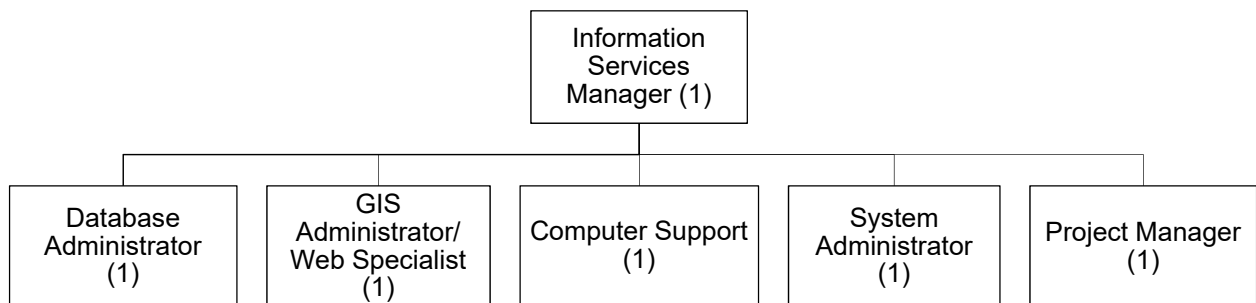 Information
Services
Manager (1)
Database
Administrator
(1)
GIS
Administrator/
Web Specialist
(1)
Computer Support
(1)
System
Administrator
(1)
Project Manager
(1)